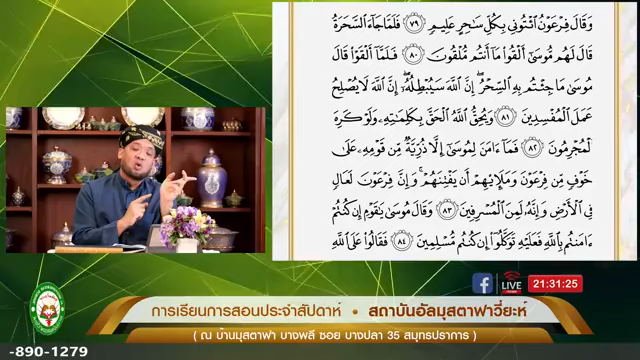 وَقَالَ فِرْعَوْنُ ٱئْتُونِى بِكُلِّ سَـٰحِرٍ عَلِيمٍ ٧٩ فَلَمَّا جَآءَ ٱلسَّحَرَةُ
قَالَ لَهُم مُّوسَىٰٓ أَلْقُوا۟ مَآ أَنتُم مُّلْقُونَ ٨٠ فَلَمَّآ أَلْقَوْا۟ قَالَ
مُوسَىٰ مَا جِئْتُم بِهِ ٱلسِّحْرُ ۖ إِنَّ ٱللَّهَ سَيُبْطِلُهُۥٓ ۖ إِنَّ ٱللَّهَ لَا يُصْلِحُ
عَمَلَ ٱلْمُفْسِدِينَ ٨١ وَيُحِقُّ ٱللَّهُ ٱلْحَقَّ بِكَلِمَـٰتِهِۦ وَلَوْ كَرِهَ
ٱلْمُجْرِمُونَ ٨٢ فَمَآ ءَامَنَ لِمُوسَىٰٓ إِلَّا ذُرِّيَّةٌ مِّن قَوْمِهِۦ عَلَىٰ
خَوْفٍ مِّن فِرْعَوْنَ وَمَلَإِي۟هِمْ أَن يَفْتِنَهُمْ ۚ وَإِنَّ فِرْعَوْنَ لَعَالٍ
فِى ٱلْأَرْضِ وَإِنَّهُۥ لَمِنَ ٱلْمُسْرِفِينَ ٨٣ وَقَالَ مُوسَىٰ يَـٰقَوْمِ إِن كُنتُمْ
ءَامَنتُم بِٱللَّهِ فَعَلَيْهِ تَوَكَّلُوٓا۟ إِن كُنتُم مُّسْلِمِينَ ٨٤ فَقَالُوا۟ عَلَى ٱللَّهِ
LIVE 21:31:25
การเรียนการสอนประจำสัปดาห์ • สถาบันอัลมุสตาฟาวียะห์
( ณ บ้านมุสตาฟา บางพลี ซอย บางปลา 35 สมุทรปราการ )
-890-1279